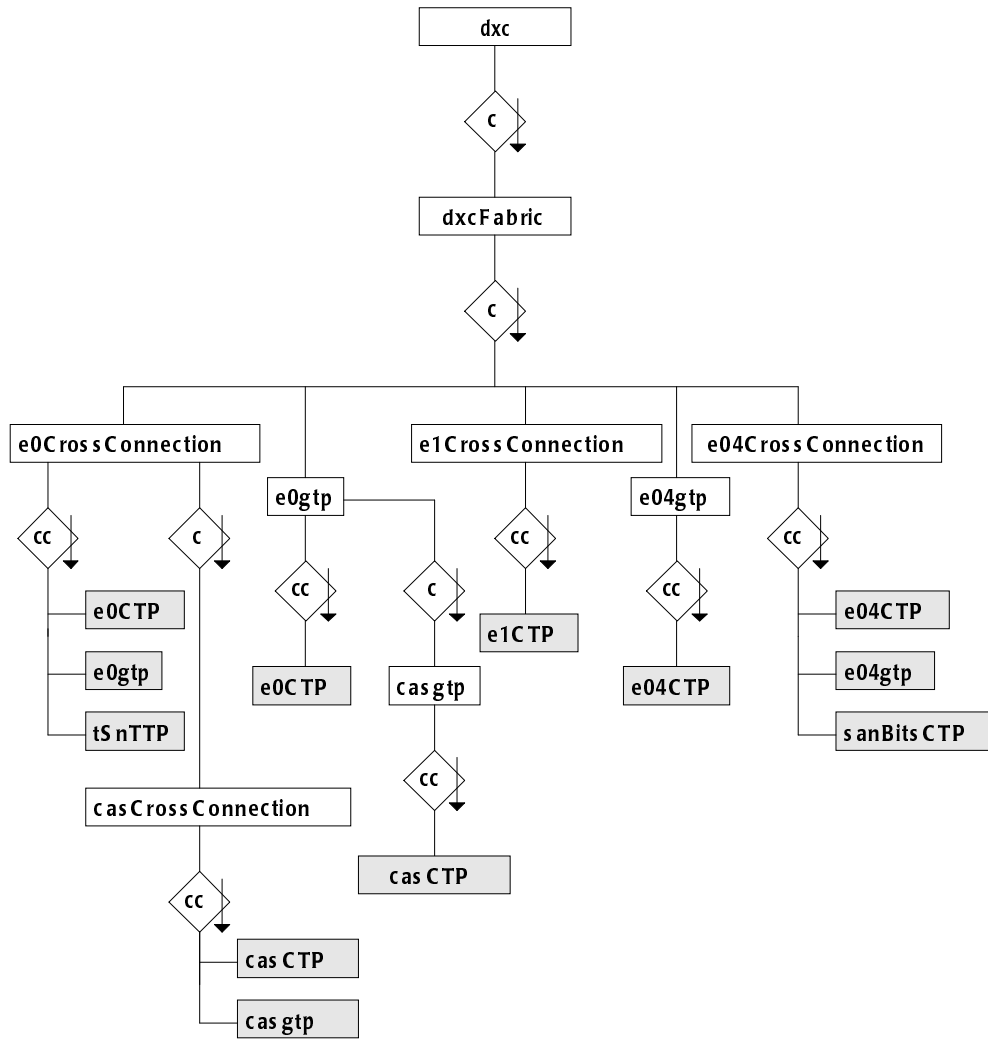 dxc
c
dxcFabric
c
e0CrossConnection
e1CrossConnection
e04CrossConnection
e0gtp
e04gtp
cc
c
cc
cc
cc
c
cc
e0CTP
e1CTP
e04CTP
e0gtp
e0CTP
casgtp
e04CTP
e04gtp
tSnTTP
sanBitsCTP
cc
casCrossConnection
casCTP
cc
casCTP
casgtp